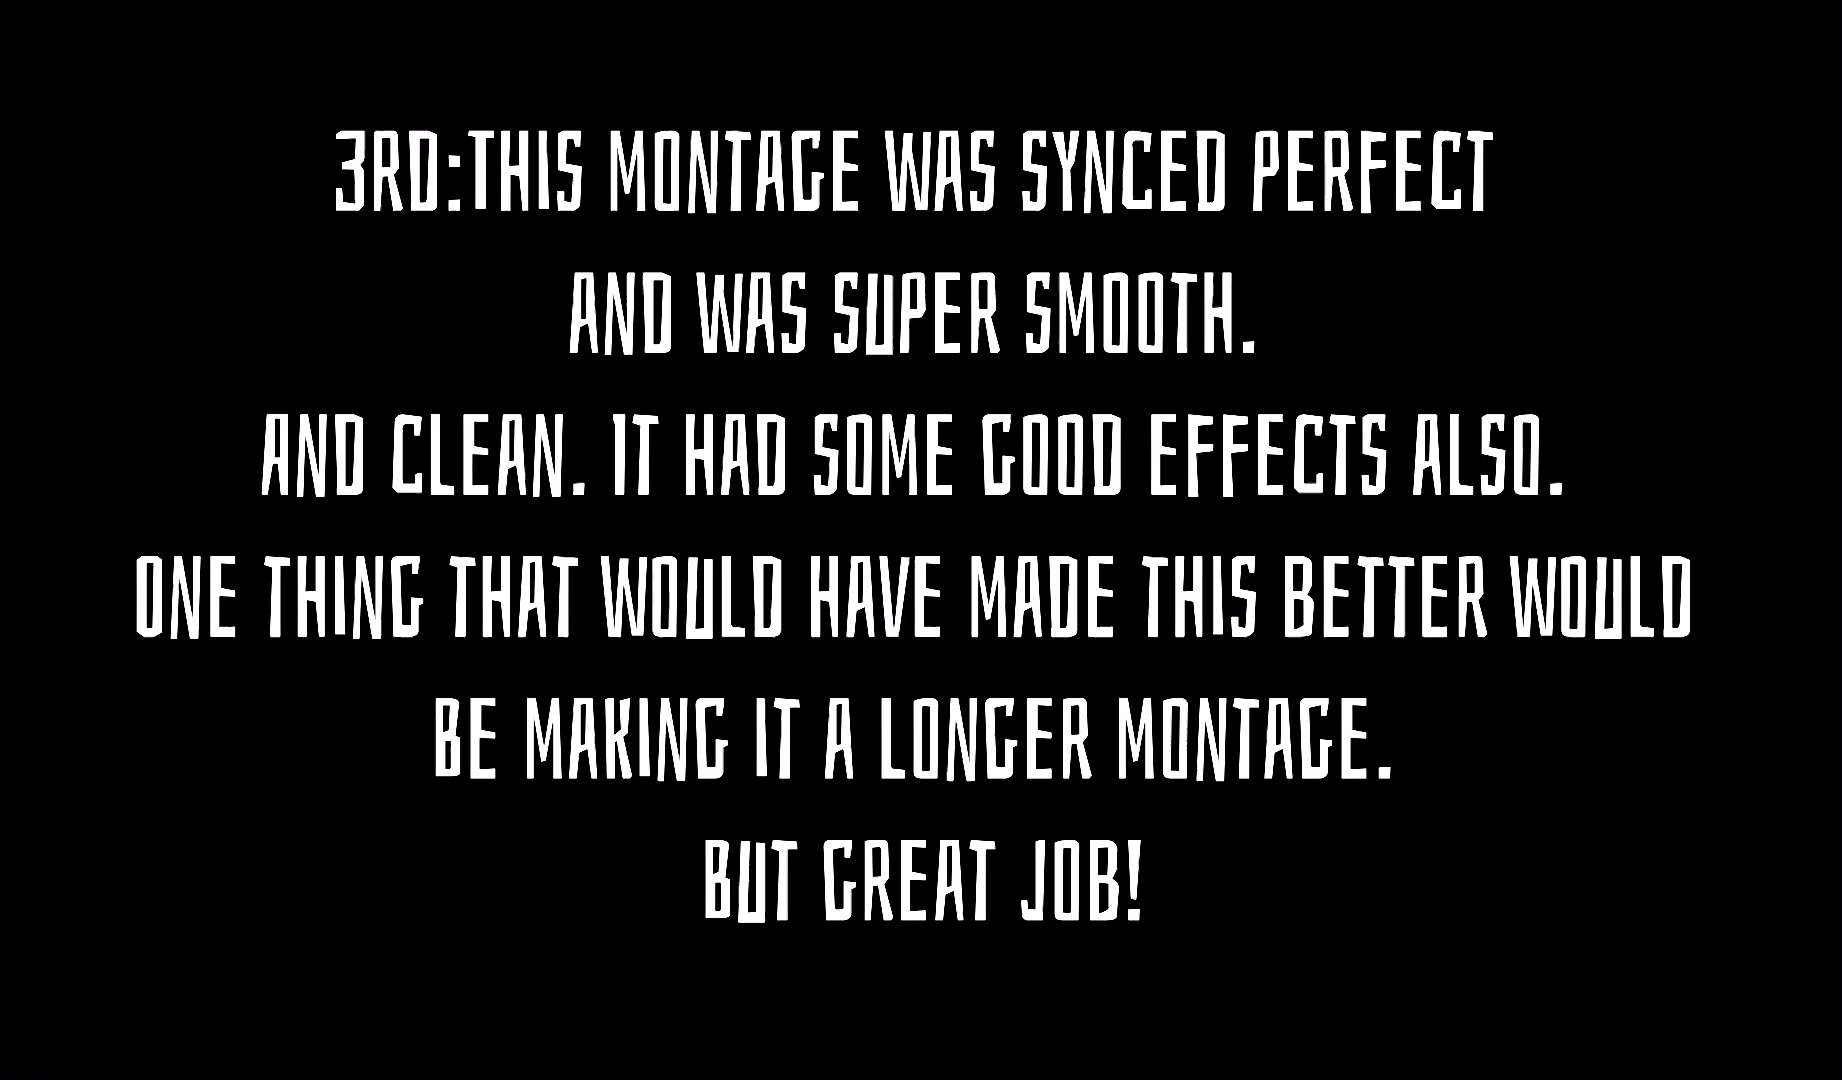 3RD:THIS MONTAGE WAS SYNCED PERFECT
AND WAS SUPER SMOOTH.
AND CLEAN. IT HAD SOME GOOD EFFECTS ALSO.
ONE THING THAT WOULD HAVE MADE THIS BETTER WOULD
BE MAKING IT A LONGER MONTAGE.
BUT GREAT JOB!